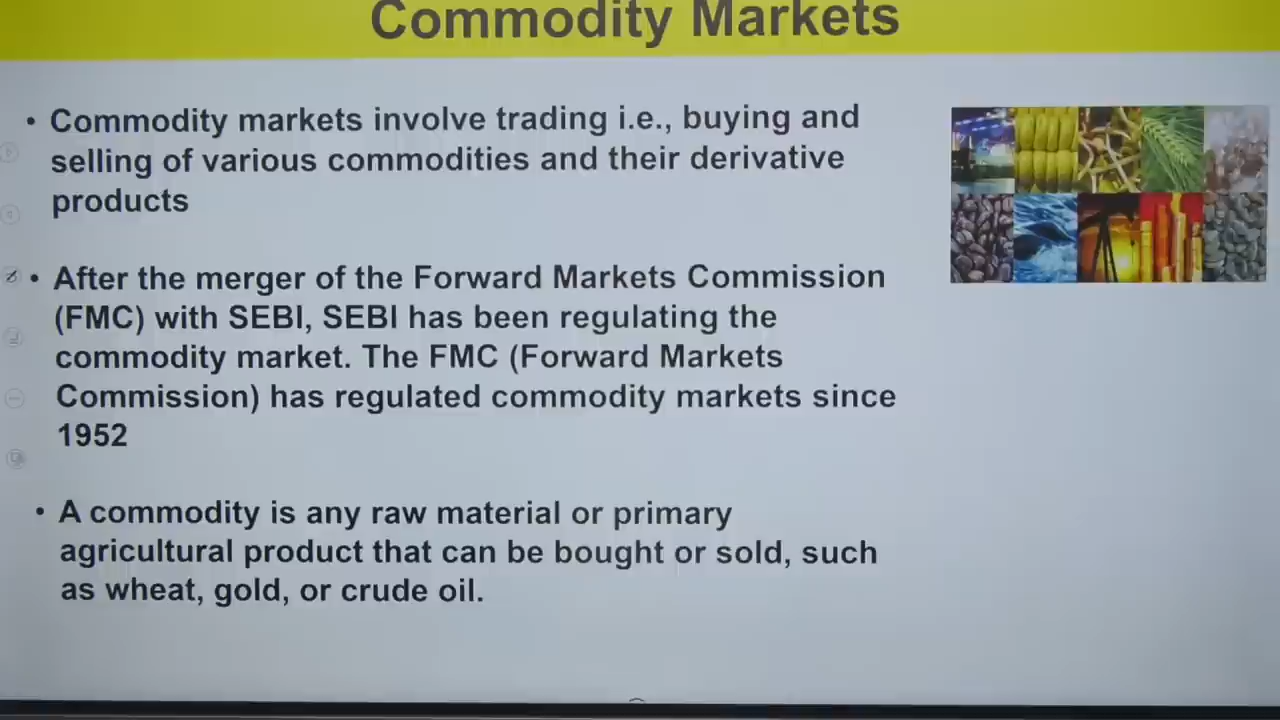 Commodity Markets
• Commodity markets involve trading i.e., buying and
selling of various commodities and their derivative
products
• After the merger of the Forward Markets Commission
(FMC) with SEBI, SEBI has been regulating the
commodity market. The FMC (Forward Markets
Commission) has regulated commodity markets since
1952
• A commodity is any raw material or primary
agricultural product that can be bought or sold, such
as wheat, gold, or crude oil.